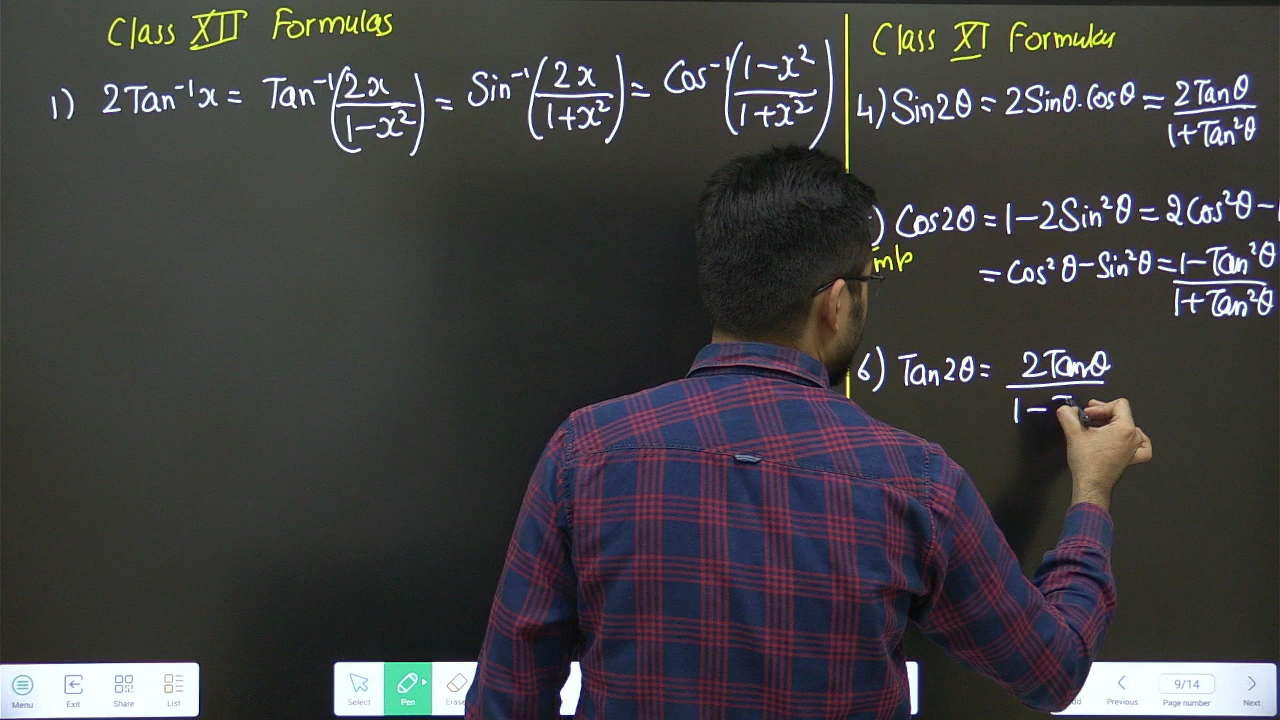 Class XII Formulas
1) 2Tan⁻¹x = Tan⁻¹(2x/(1-x²)) = Sin⁻¹(2x/(1+x²)) = Cos⁻¹((1-x²)/(1+x²))
Class XI Formulas
4) Sin2θ = 2Sinθ.Cosθ = 2Tanθ/(1+Tan²θ)
) Cos2θ = 1-2Sin²θ = 2Cos²θ-1
= Cos²θ-Sin²θ = (1-Tan²θ)/(1+Tan²θ)
6) Tan2θ = 2Tanθ/(1-T
Menu Exit Share List Select Pen Previous 9/14 Page number Next